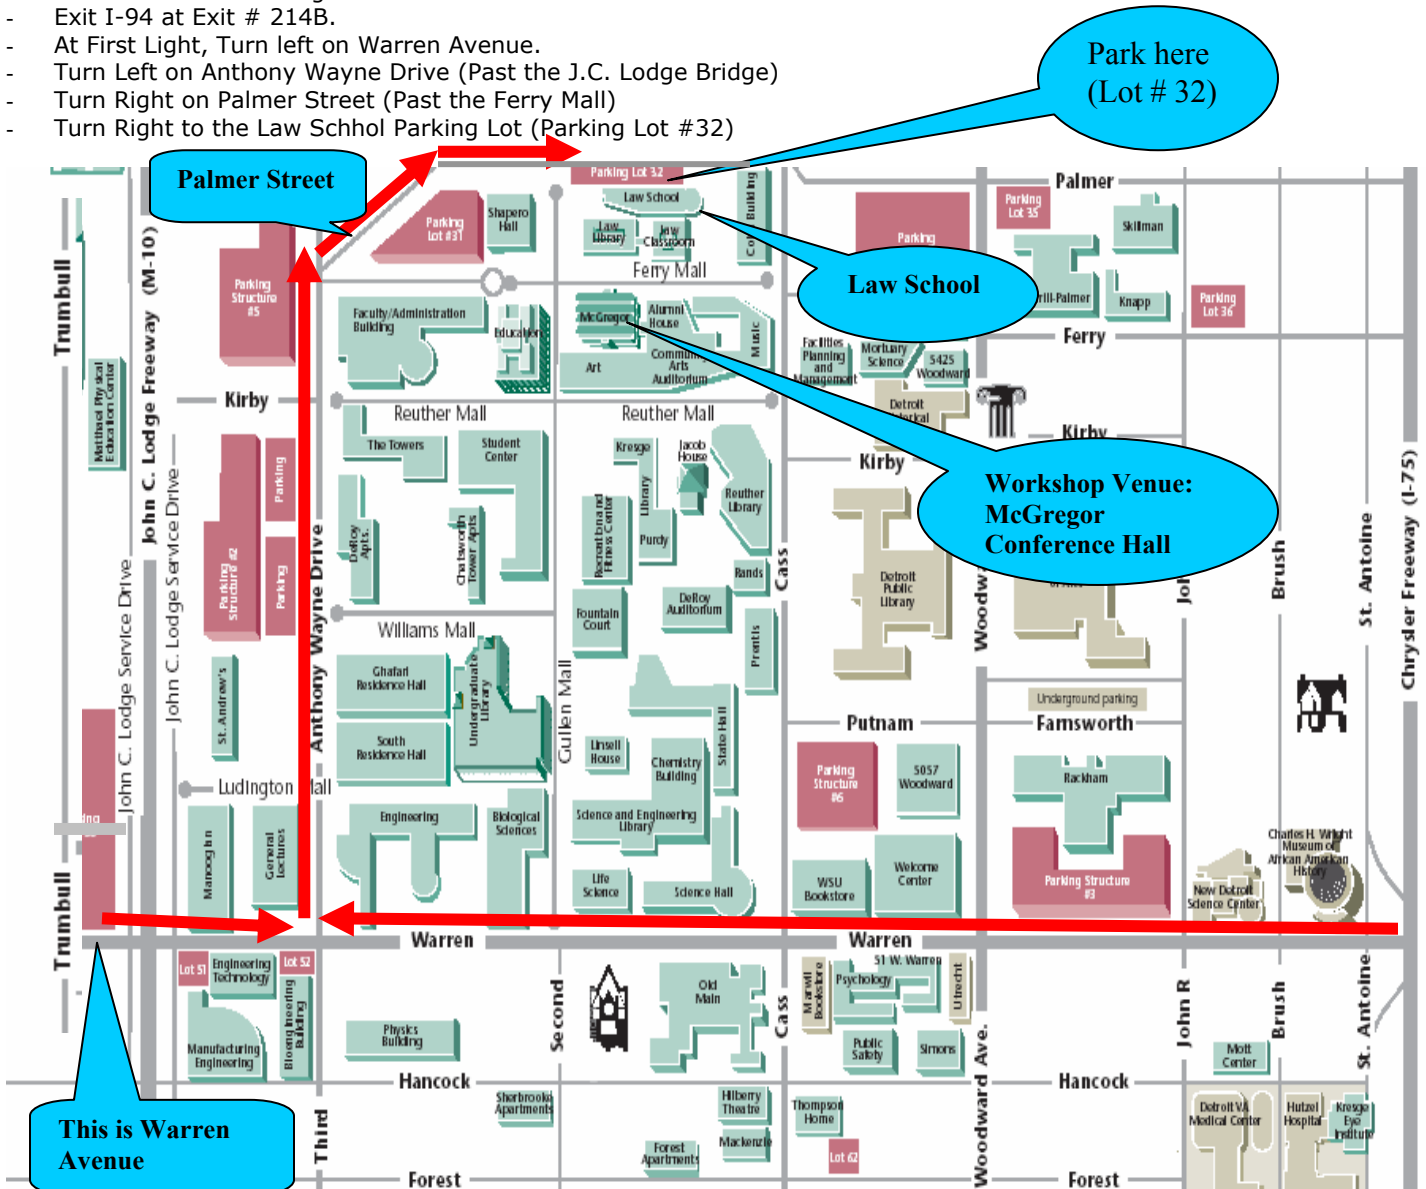 - Exit I-94 at Exit # 214B.
- At First Light, Turn left on Warren Avenue.
- Turn Left on Anthony Wayne Drive (Past the J.C. Lodge Bridge)
- Turn Right on Palmer Street (Past the Ferry Mall)
- Turn Right to the Law Schhol Parking Lot (Parking Lot #32)
Park here
(Lot # 32)
Palmer Street
Parking Lot 32
Palmer
Law School
Parking
Lot #31
Shapero
Hall
Law
Library
Law
Classroom
Building
Parking
Parking
Lot 35
Skillman
Trumbull
John C. Lodge Freeway (M-10)
Ferry Mall
Law School
Parking
Structure
#5
Faculty/Administration
Building
Education
McGregor
Alumni
House
Music
Art
Community
Arts
Auditorium
Knapp
Parking
Lot 36
Ferry
Facilities
Planning
and
Management
Mortuary
Science
5425
Woodward
Matthaei Physical
Education Center
Kirby
Reuther Mall
Reuther Mall
Detroit
Kirby
Kirby
The Towers
Student
Center
Kresge
Library
Purdy
Jacob
House
Reuther
Library
Workshop Venue:
McGregor
Conference Hall
Parking
Parking
Structure #2
Parking
DeRoy
Apts.
Chatsworth
Tower Apts
Recreation and
Fitness Center
Rands
Cass
Detroit
Public
Library
Brush
St. Antoine
Chrysler Freeway (I-75)
John C. Lodge Service Drive
John C. Lodge Service Drive
Anthony Wayne Drive
Fountain
Court
DeRoy
Auditorium
Prentis
Williams Mall
Ghafari
Residence Hall
Undergraduate
Library
Gullen Mall
St. Andrew's
South
Residence Hall
Linsell
House
State Hall
Chemistry
Building
Underground parking
Putnam
Farnsworth
Parking
Structure
#6
5057
Woodward
Rackham
Ludington
Manoogian
General
Lectures
Engineering
Biological
Sciences
Science and Engineering
Library
Life
Science
Science Hall
WSU
Bookstore
Welcome
Center
Parking Structure
#3
New Detroit
Science Center
Charles H. Wright
Museum of
African American
History
Trumbull
Warren
Warren
Lot 51
Engineering
Technology
Lot 52
Bioengineering
Building
Manufacturing
Engineering
Physics
Building
Second
Old
Main
Cass
Marwil
Bookstore
Psychology
51 W. Warren
Utrecht
Public
Safety
Simons
Woodward Ave.
John R
Brush
St. Antoine
Mott
Center
Hancock
Hancock
This is Warren
Avenue
Third
Sherbrooke
Apartments
Hilberry
Theatre
Mackenzie
Thompson
Home
Lot 62
Forest
Apartments
Detroit VA
Medical Center
Hutzel
Hospital
Kresge
Eye
Institute
Forest
Forest